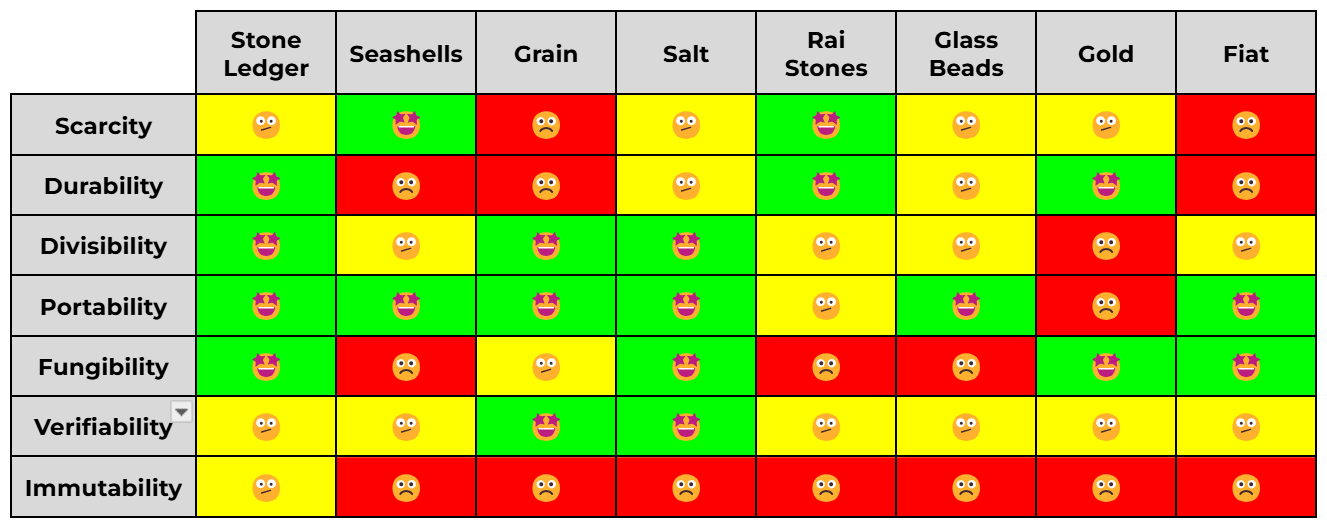 Stone
Ledger
Seashells
Grain
Salt
Rai
Stones
Glass
Beads
Gold
Fiat
Scarcity
Durability
Divisibility
Portability
Fungibility
Verifiability
Immutability